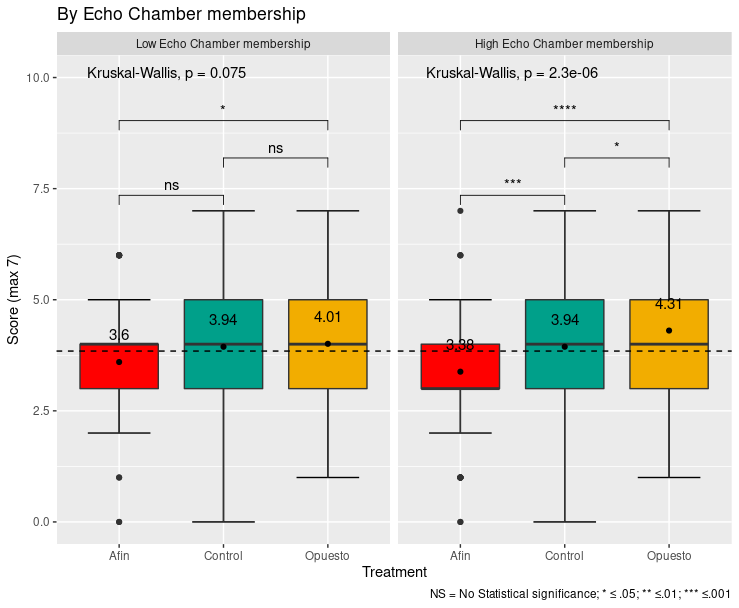 By Echo Chamber membership
Low Echo Chamber membership
High Echo Chamber membership
Kruskal-Wallis, p = 0.075
Kruskal-Wallis, p = 2.3e-06
*
ns
ns
****
*
***
3.6
3.94
4.01
3.38
3.94
4.31
10.0
7.5
5.0
2.5
0.0
Score (max 7)
Afin
Control
Opuesto
Afin
Control
Opuesto
Treatment
NS = No Statistical significance; * ≤ .05; ** ≤.01; *** ≤.001